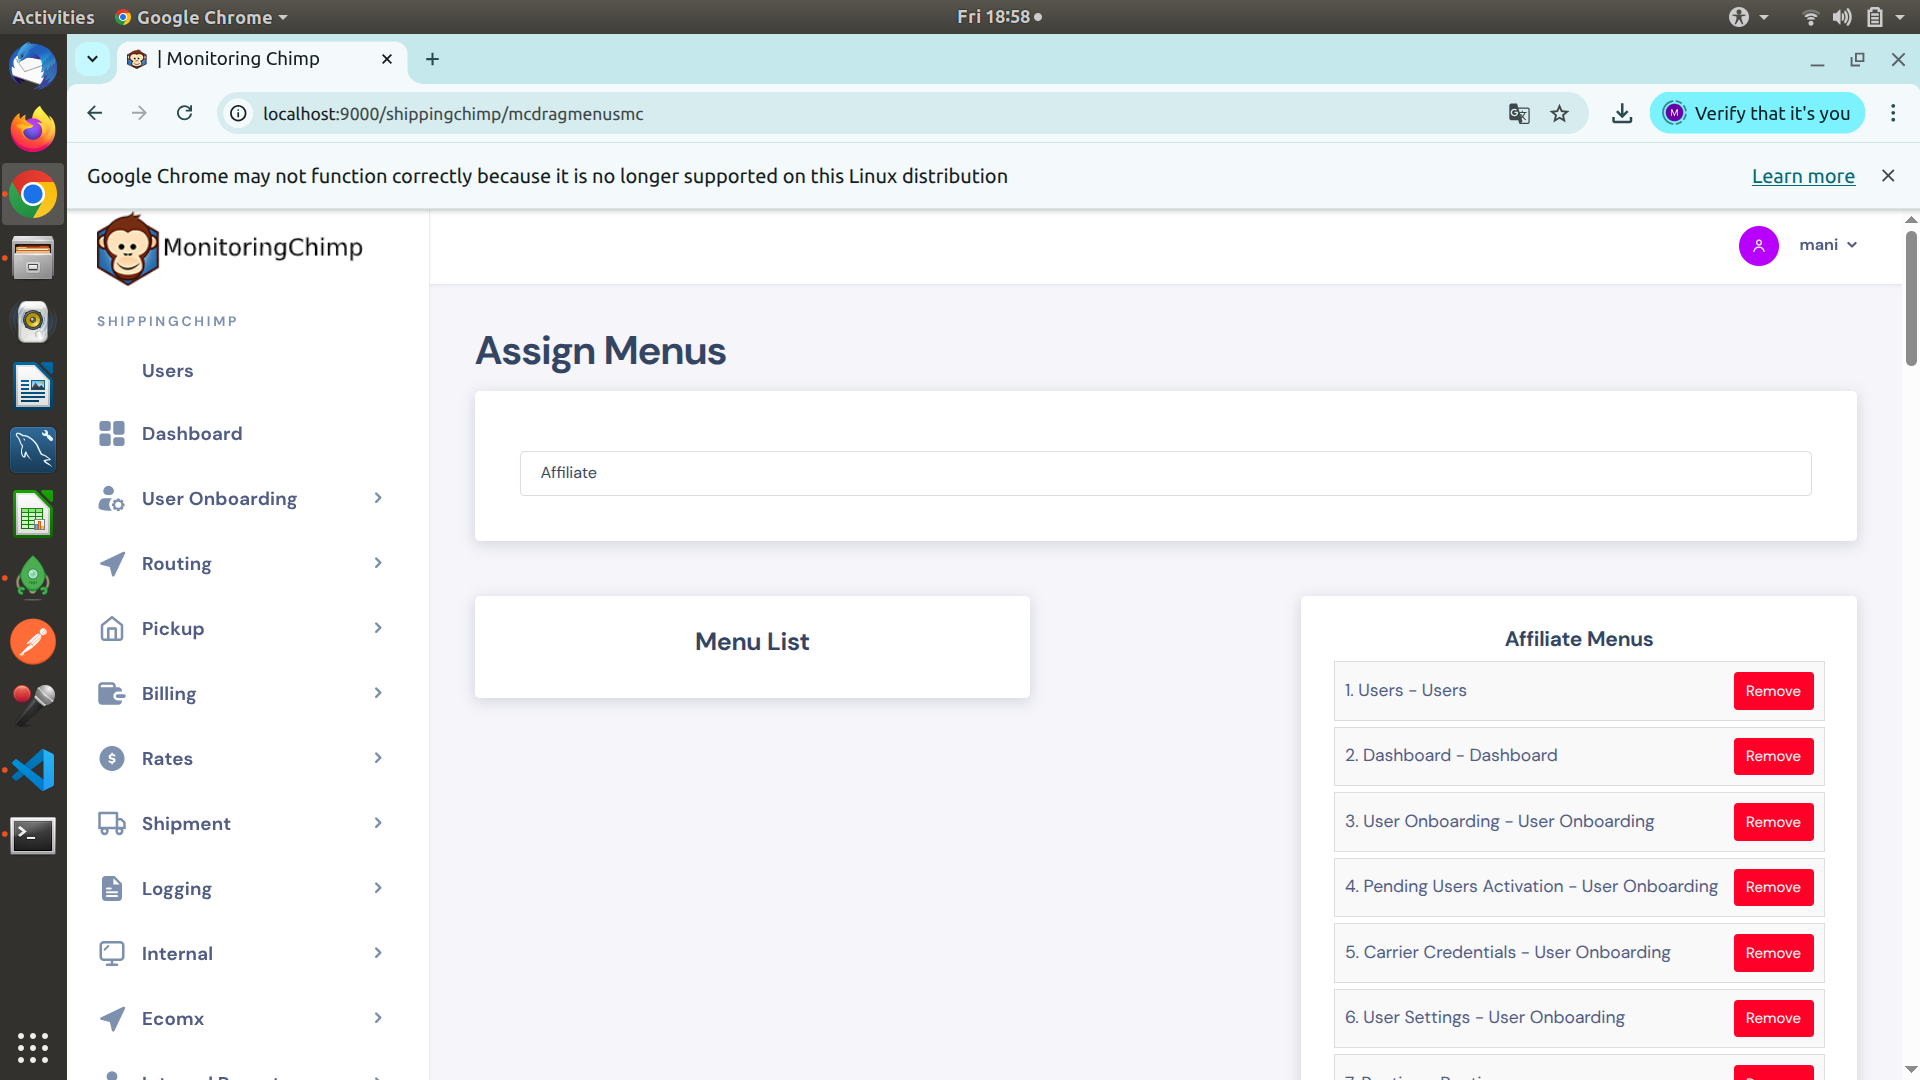 Activities
Google Chrome
Fri 18:58
| Monitoring Chimp
localhost:9000/shippingchimp/mcdragmenusmc
Verify that it's you
Google Chrome may not function correctly because it is no longer supported on this Linux distribution
Learn more
MonitoringChimp
mani
SHIPPINGCHIMP
Users
Dashboard
User Onboarding
Routing
Pickup
Billing
Rates
Shipment
Logging
Internal
Ecomx
Assign Menus
Affiliate
Menu List
Affiliate Menus
1. Users - Users
Remove
2. Dashboard - Dashboard
Remove
3. User Onboarding - User Onboarding
Remove
4. Pending Users Activation - User Onboarding
Remove
5. Carrier Credentials - User Onboarding
Remove
6. User Settings - User Onboarding
Remove